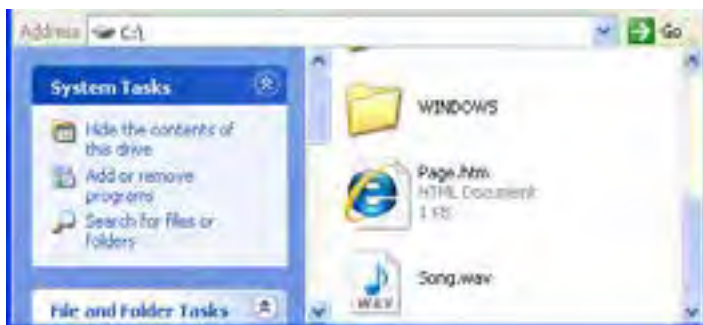 Address C:\ Go
System Tasks
Hide the contents of
this drive
Add or remove
programs
Search for files or
folders
File and Folder Tasks
WINDOWS
Page.htm
HTML Document
1 KB
Song.wav
WAV